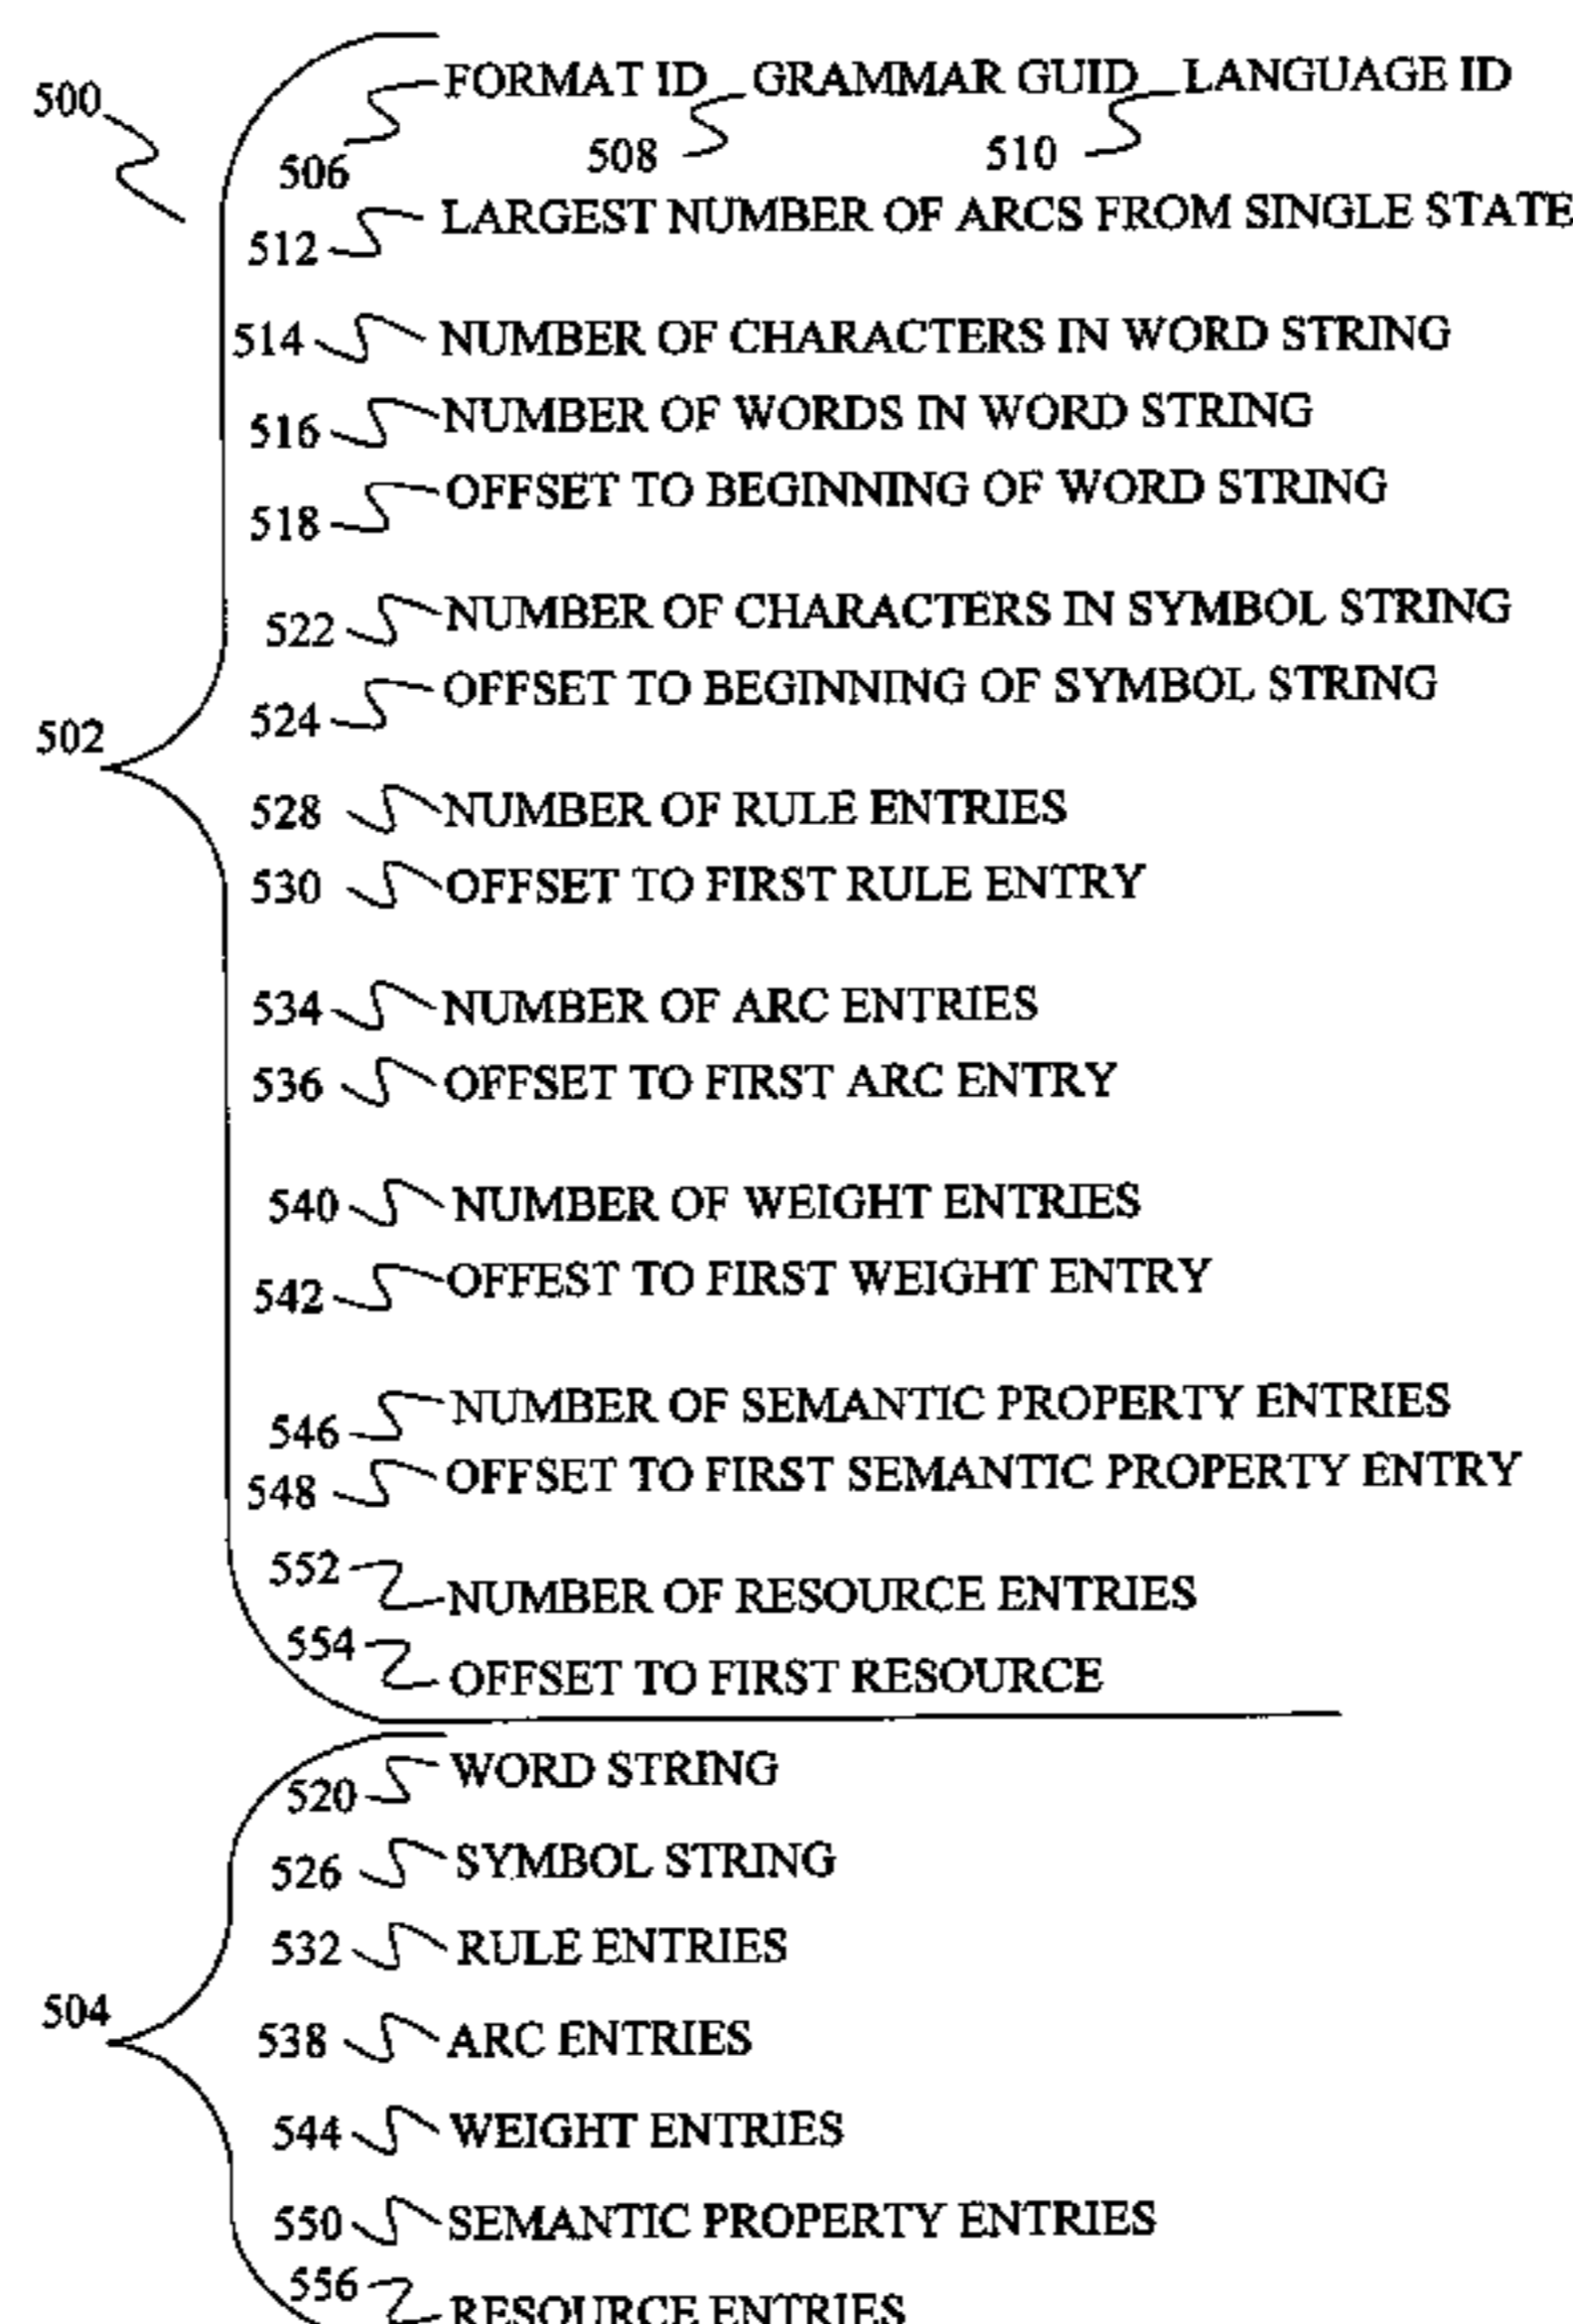 500 FORMAT ID GRAMMAR GUID LANGUAGE ID
506 508 510
512 LARGEST NUMBER OF ARCS FROM SINGLE STATE
514 NUMBER OF CHARACTERS IN WORD STRING
516 NUMBER OF WORDS IN WORD STRING
518 OFFSET TO BEGINNING OF WORD STRING
522 NUMBER OF CHARACTERS IN SYMBOL STRING
524 OFFSET TO BEGINNING OF SYMBOL STRING
502
528 NUMBER OF RULE ENTRIES
530 OFFSET TO FIRST RULE ENTRY
534 NUMBER OF ARC ENTRIES
536 OFFSET TO FIRST ARC ENTRY
540 NUMBER OF WEIGHT ENTRIES
542 OFFEST TO FIRST WEIGHT ENTRY
546 NUMBER OF SEMANTIC PROPERTY ENTRIES
548 OFFSET TO FIRST SEMANTIC PROPERTY ENTRY
552 NUMBER OF RESOURCE ENTRIES
554 OFFSET TO FIRST RESOURCE
520 WORD STRING
526 SYMBOL STRING
532 RULE ENTRIES
504
538 ARC ENTRIES
544 WEIGHT ENTRIES
550 SEMANTIC PROPERTY ENTRIES
556 RESOURCE ENTRIES